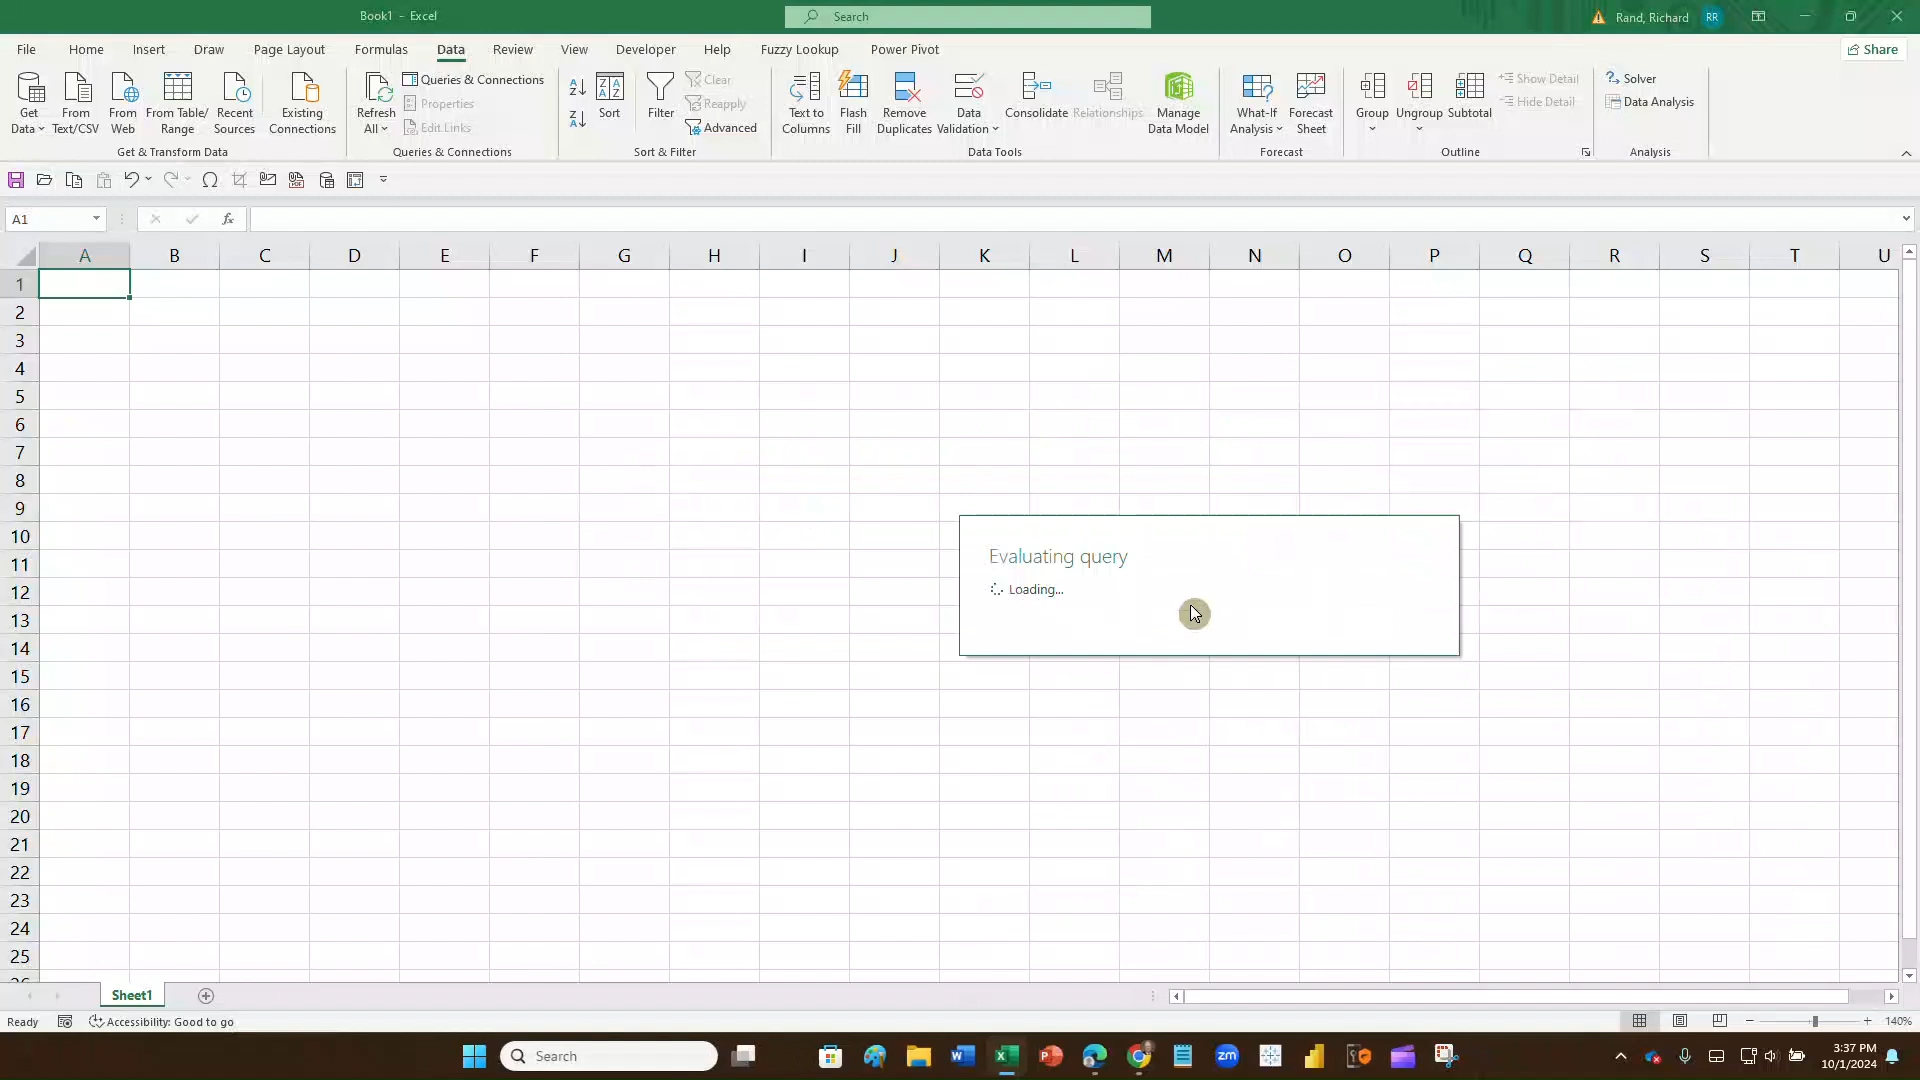 Book1 - Excel
Search
Rand, Richard
RR
File Home Insert Draw Page Layout Formulas Data Review View Developer Help Fuzzy Lookup Power Pivot
Share
Get Data
From Text/CSV
From Web
From Table/ Range
Recent Sources
Existing Connections
Get & Transform Data
Refresh All
Queries & Connections
Properties
Edit Links
Queries & Connections
Sort
Filter
Clear
Reapply
Advanced
Sort & Filter
Text to Columns
Flash Fill
Remove Duplicates
Data Validation
Consolidate
Relationships
Manage Data Model
Data Tools
What-If Analysis
Forecast Sheet
Forecast
Group
Ungroup
Subtotal
Show Detail
Hide Detail
Outline
Solver
Data Analysis
Analysis
A1
fx
A B C D E F G H I J K L M N O P Q R S T U
1
2
3
4
5
6
7
8
9
10
11
12
13
14
15
16
17
18
19
20
21
22
23
24
25
Evaluating query
Loading...
Sheet1
Ready
Accessibility: Good to go
140%
Search
3:37 PM
10/1/2024